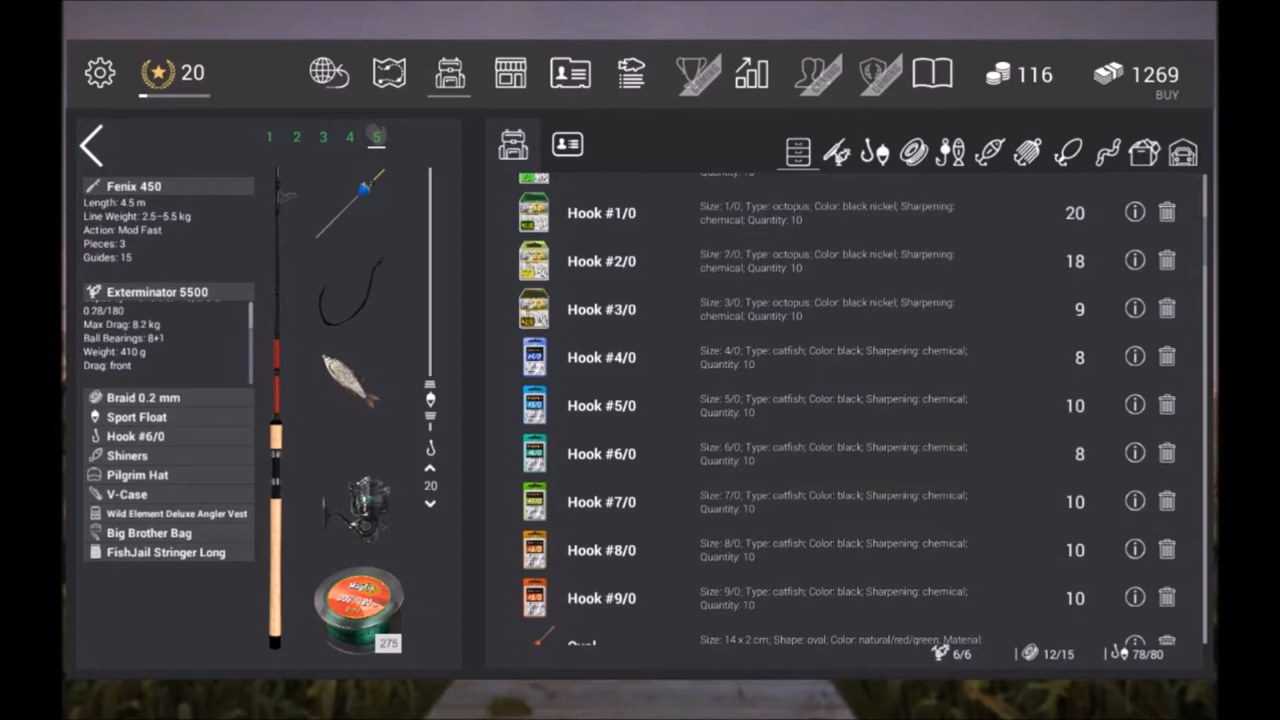 20
116
1269
BUY
1 2 3 4 5
Fenix 450
Length: 4.5 m
Line Weight: 2.5–5.5 kg
Action: Mod Fast
Pieces: 3
Guides: 15
Exterminator 5500
0.28/180
Max Drag: 8.2 kg
Ball Bearings: 8+1
Weight: 410 g
Drag: front
Braid 0.2 mm
Sport Float
Hook #6/0
Shiners
Pilgrim Hat
V-Case
Wild Element Deluxe Angler Vest
Big Brother Bag
FishJail Stringer Long
20
275
Quantity: 10
Hook #1/0
Size: 1/0; Type: octopus; Color: black nickel; Sharpening:
chemical; Quantity: 10
20
Hook #2/0
Size: 2/0; Type: octopus; Color: black nickel; Sharpening:
chemical; Quantity: 10
18
Hook #3/0
Size: 3/0; Type: octopus; Color: black nickel; Sharpening:
chemical; Quantity: 10
9
Hook #4/0
Size: 4/0; Type: catfish; Color: black; Sharpening: chemical;
Quantity: 10
8
Hook #5/0
Size: 5/0; Type: catfish; Color: black; Sharpening: chemical;
Quantity: 10
10
Hook #6/0
Size: 6/0; Type: catfish; Color: black; Sharpening: chemical;
Quantity: 10
8
Hook #7/0
Size: 7/0; Type: catfish; Color: black; Sharpening: chemical;
Quantity: 10
10
Hook #8/0
Size: 8/0; Type: catfish; Color: black; Sharpening: chemical;
Quantity: 10
10
Hook #9/0
Size: 9/0; Type: catfish; Color: black; Sharpening: chemical;
Quantity: 10
10
Oval
Size: 14 x 2 cm; Shape: oval; Color: natural/red/green; Material:
6/6
12/15
78/80